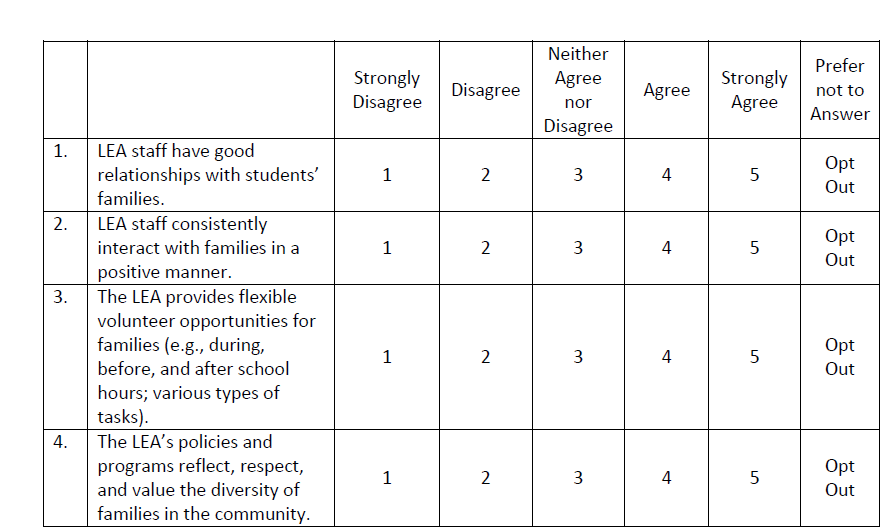 Strongly Disagree
Disagree
Neither Agree nor Disagree
Agree
Strongly Agree
Prefer not to Answer
1. LEA staff have good
relationships with students’
families.
1 2 3 4 5 Opt Out
2. LEA staff consistently
interact with families in a
positive manner.
1 2 3 4 5 Opt Out
3. The LEA provides flexible
volunteer opportunities for
families (e.g., during,
before, and after school
hours; various types of
tasks).
1 2 3 4 5 Opt Out
4. The LEA’s policies and
programs reflect, respect,
and value the diversity of
families in the community.
1 2 3 4 5 Opt Out